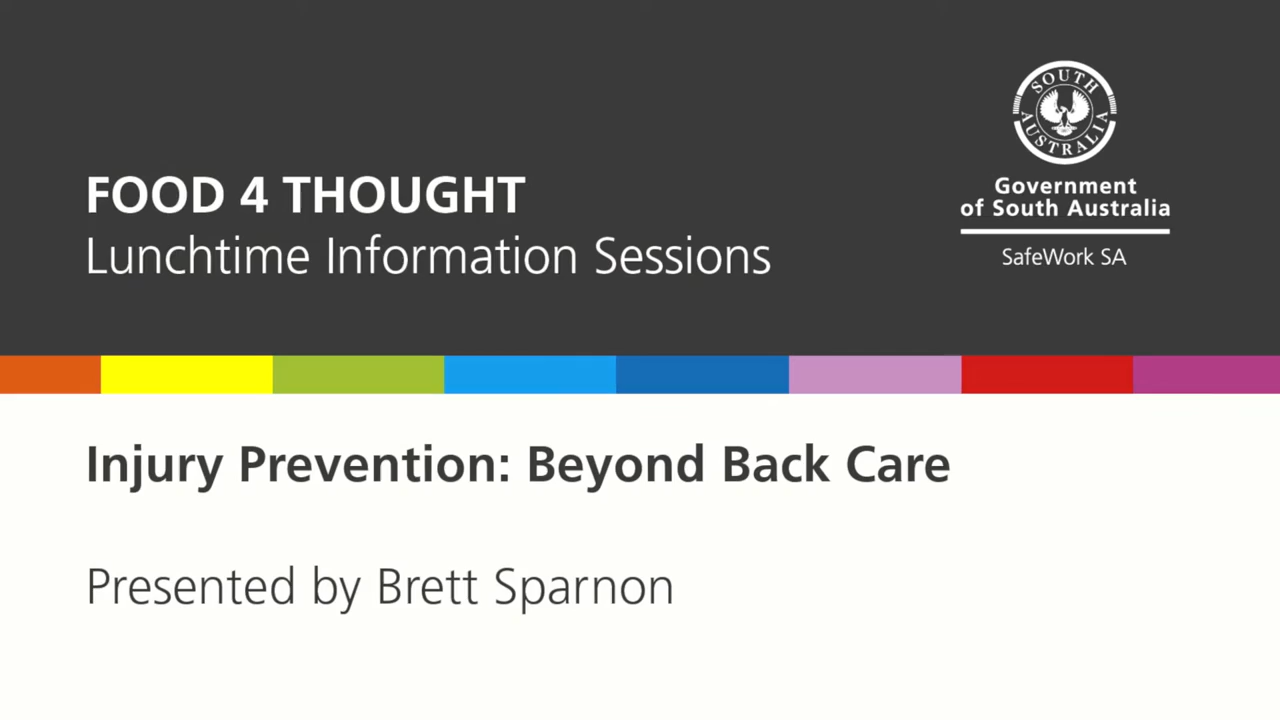 FOOD 4 THOUGHT
Lunchtime Information Sessions
SOUTH AUSTRALIA
Government
of South Australia
SafeWork SA
Injury Prevention: Beyond Back Care
Presented by Brett Sparnon